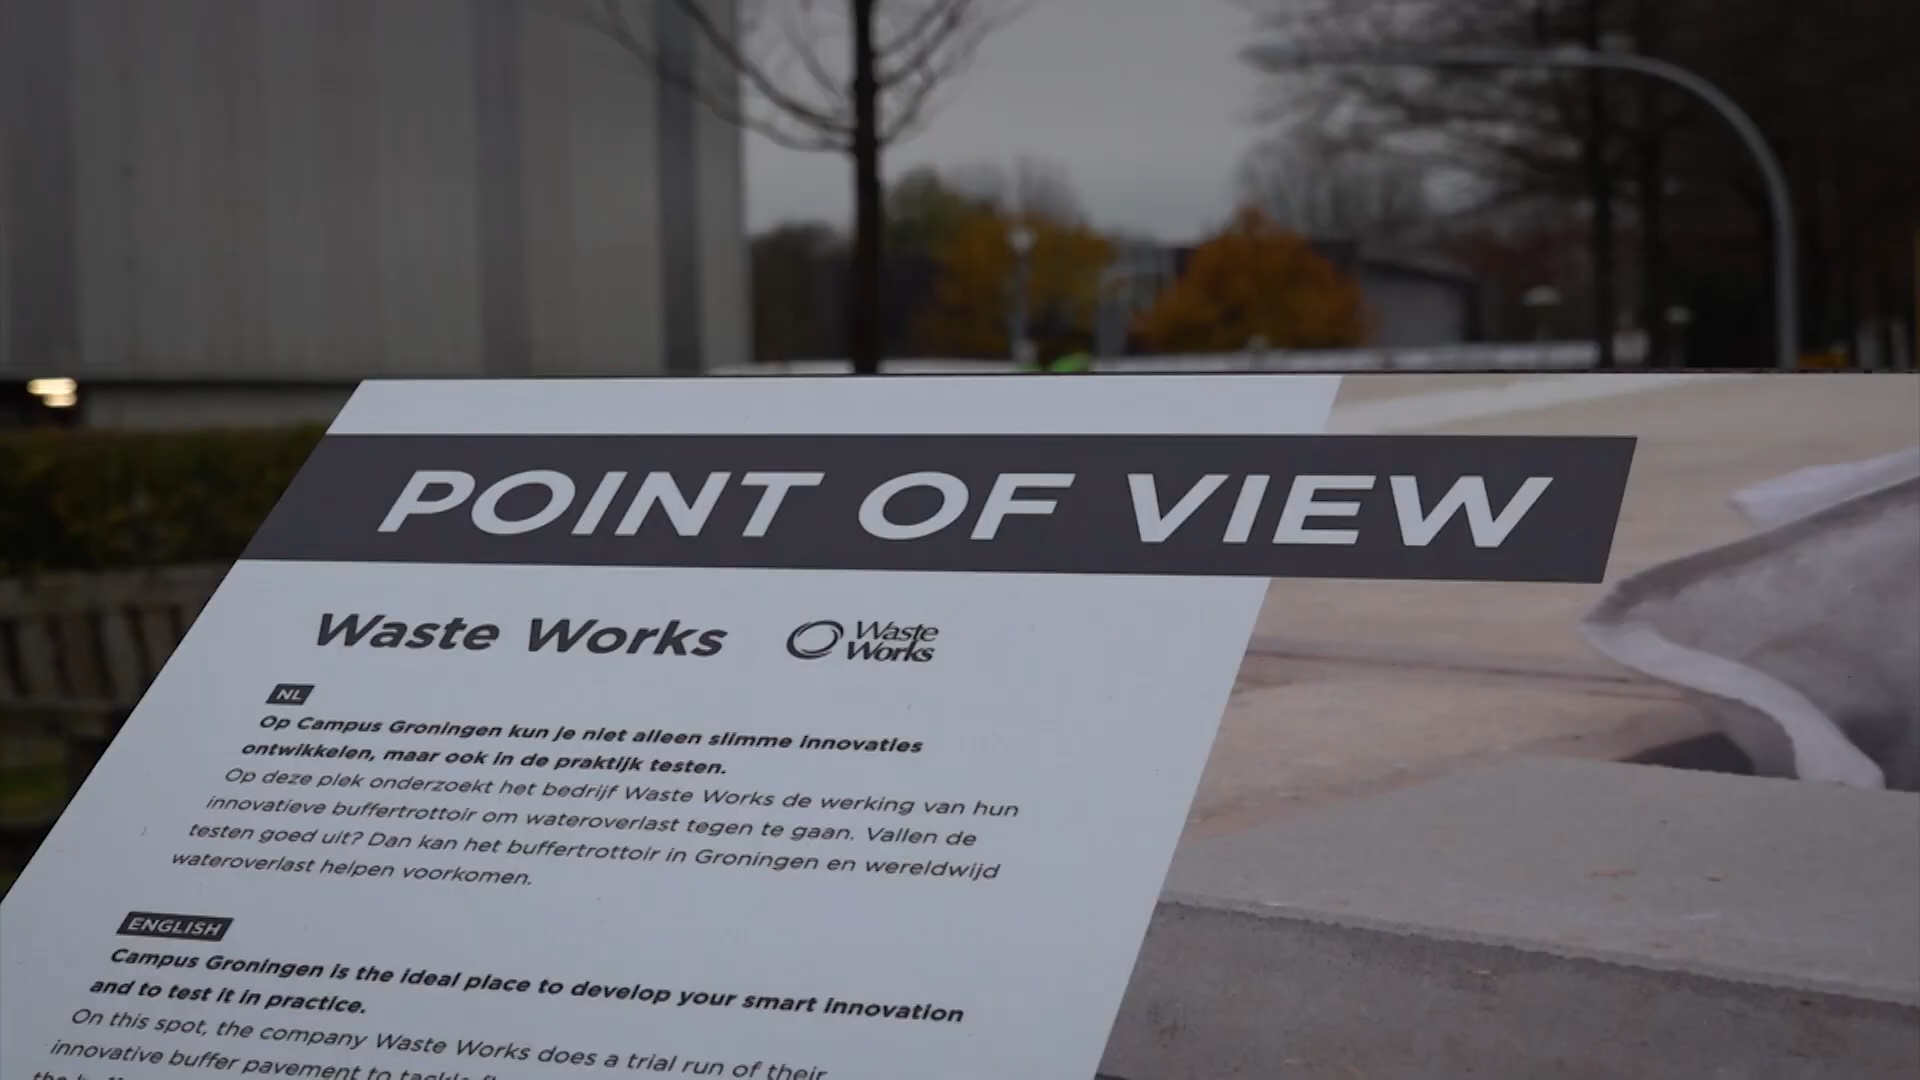 POINT OF VIEW
Waste Works
Waste
Works
NL
Op Campus Groningen kun je niet alleen slimme innovaties
ontwikkelen, maar ook in de praktijk testen.
Op deze plek onderzoekt het bedrijf Waste Works de werking van hun
innovatieve buffertrottoir om wateroverlast tegen te gaan. Vallen de
testen goed uit? Dan kan het buffertrottoir in Groningen en wereldwijd
wateroverlast helpen voorkomen.
ENGLISH
Campus Groningen is the ideal place to develop your smart innovation
and to test it in practice.
On this spot, the company Waste Works does a trial run of their
innovative buffer pavement to tackle